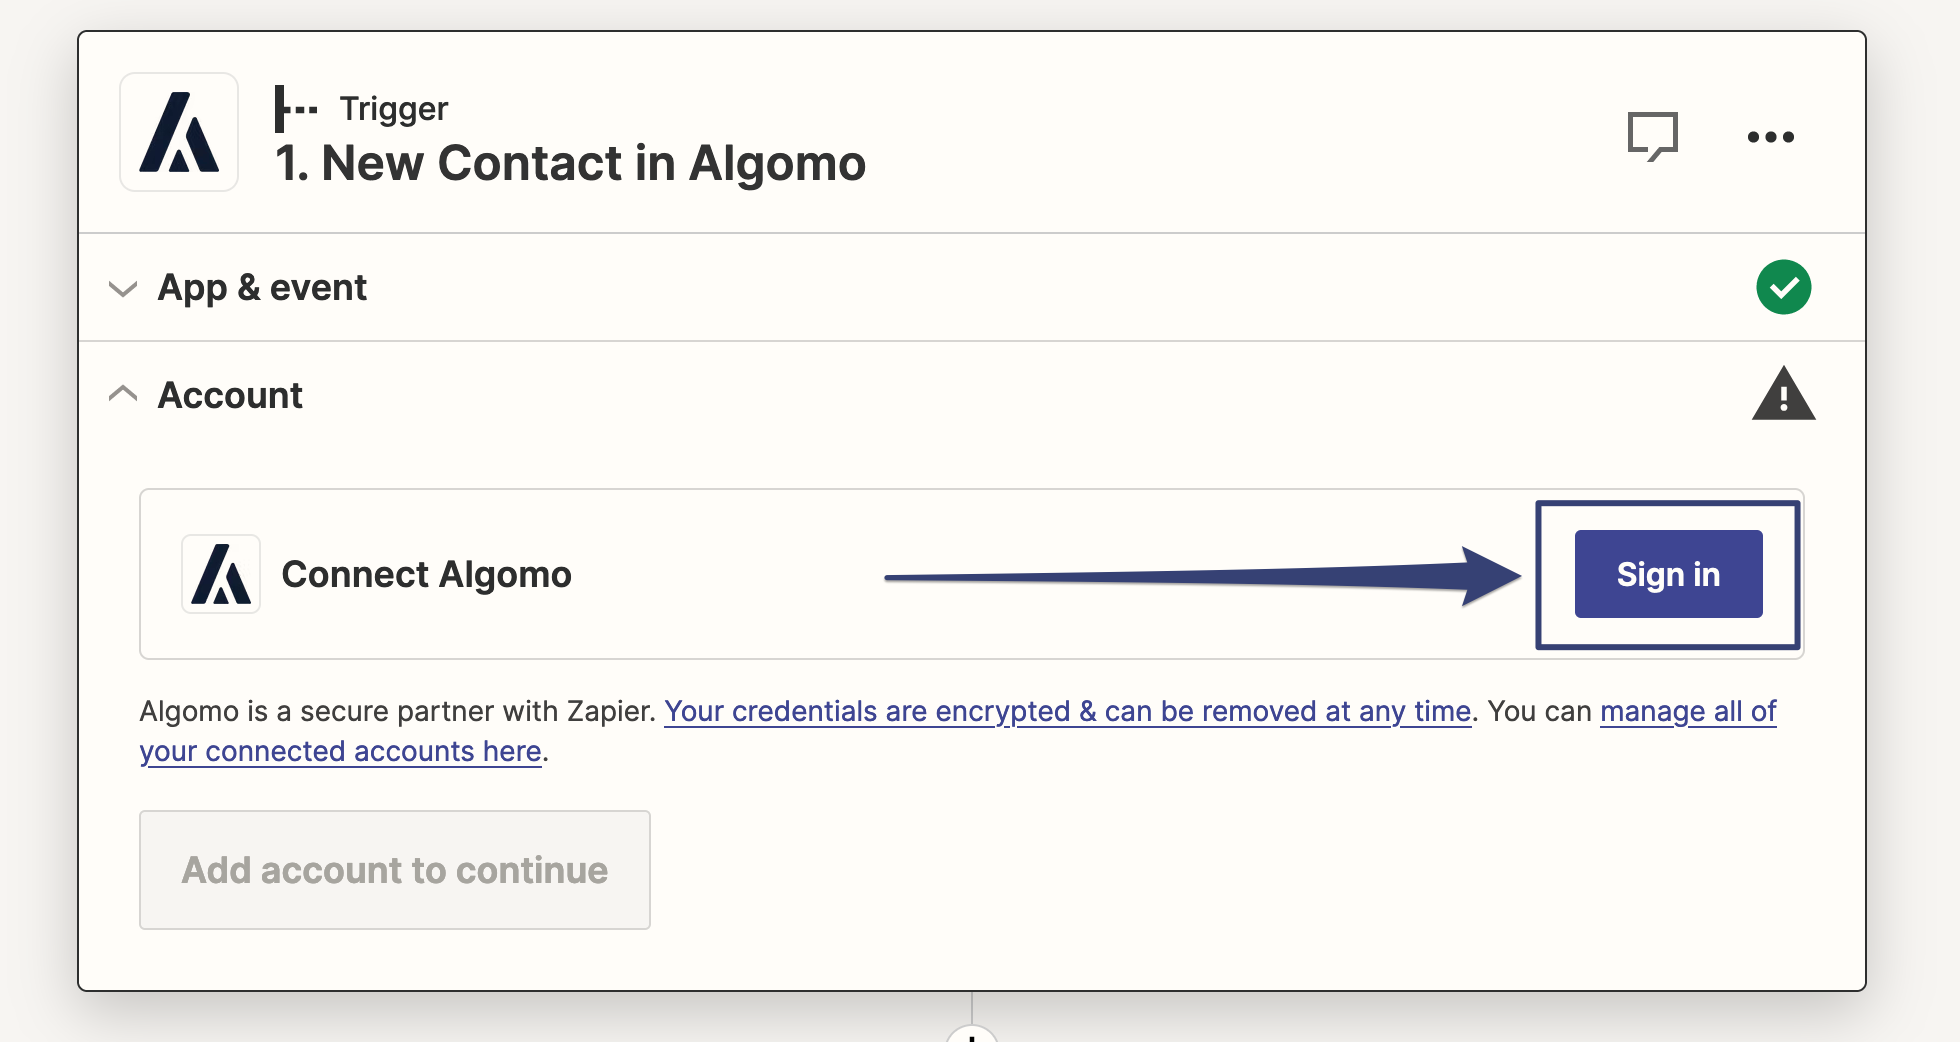 Trigger
1. New Contact in Algomo
App & event
Account
Connect Algomo
Sign in
Algomo is a secure partner with Zapier. Your credentials are encrypted & can be removed at any time. You can manage all of
your connected accounts here.
Add account to continue